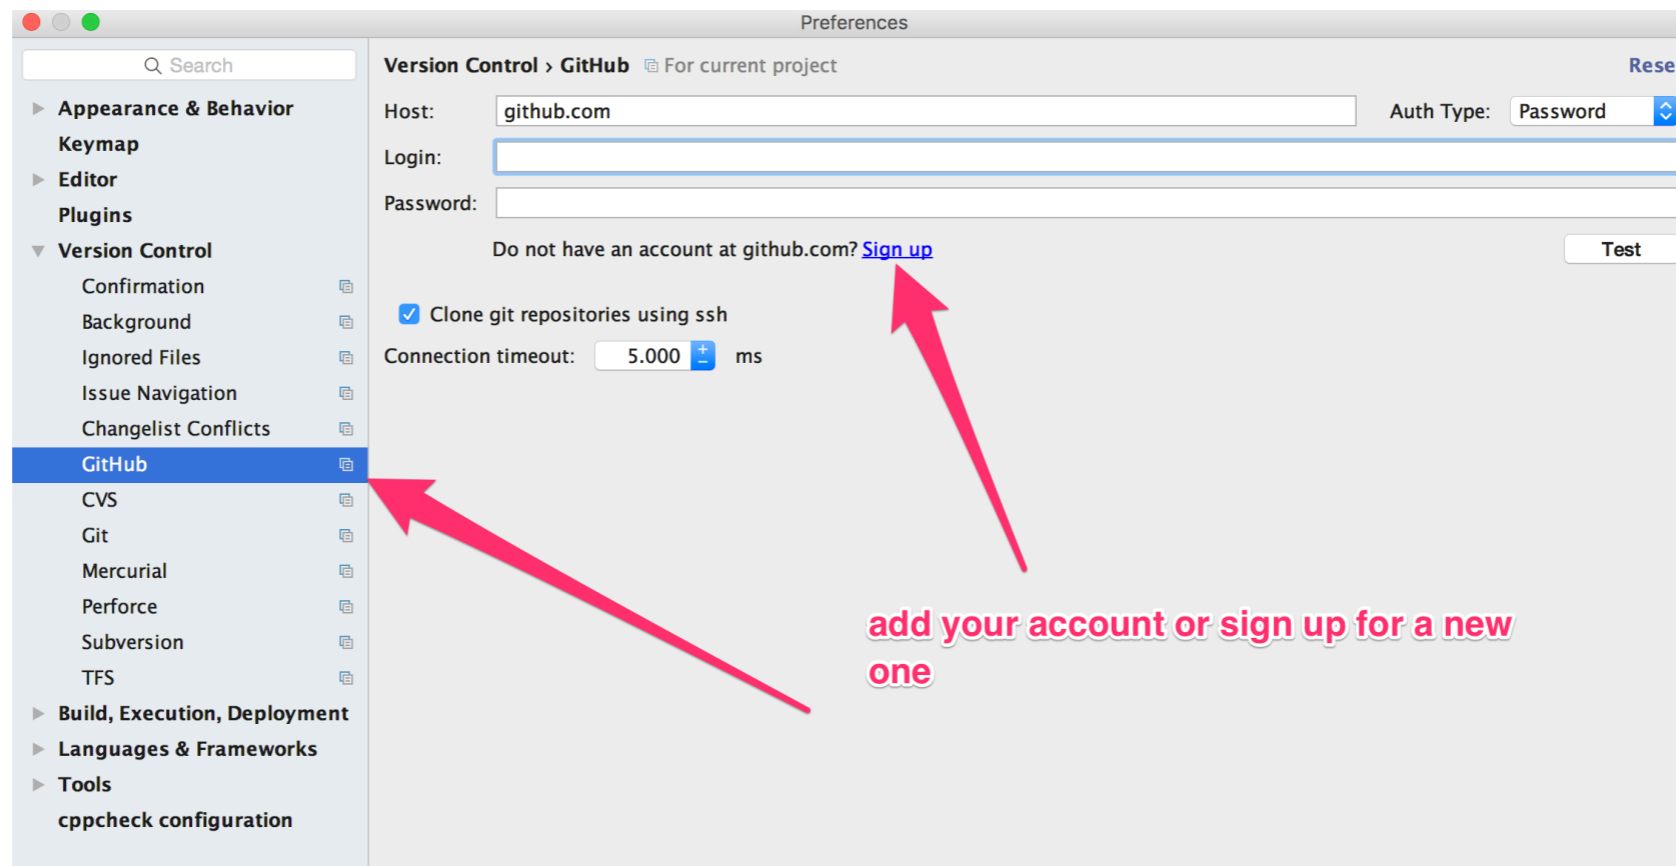 Preferences
Search
Appearance & Behavior
Keymap
Editor
Plugins
Version Control
Confirmation
Background
Ignored Files
Issue Navigation
Changelist Conflicts
GitHub
CVS
Git
Mercurial
Perforce
Subversion
TFS
Build, Execution, Deployment
Languages & Frameworks
Tools
cppcheck configuration
Version Control › GitHub For current project
Rese
Host: github.com Auth Type: Password
Login:
Password:
Do not have an account at github.com? Sign up Test
Clone git repositories using ssh
Connection timeout: 5.000 ms
add your account or sign up for a new
one